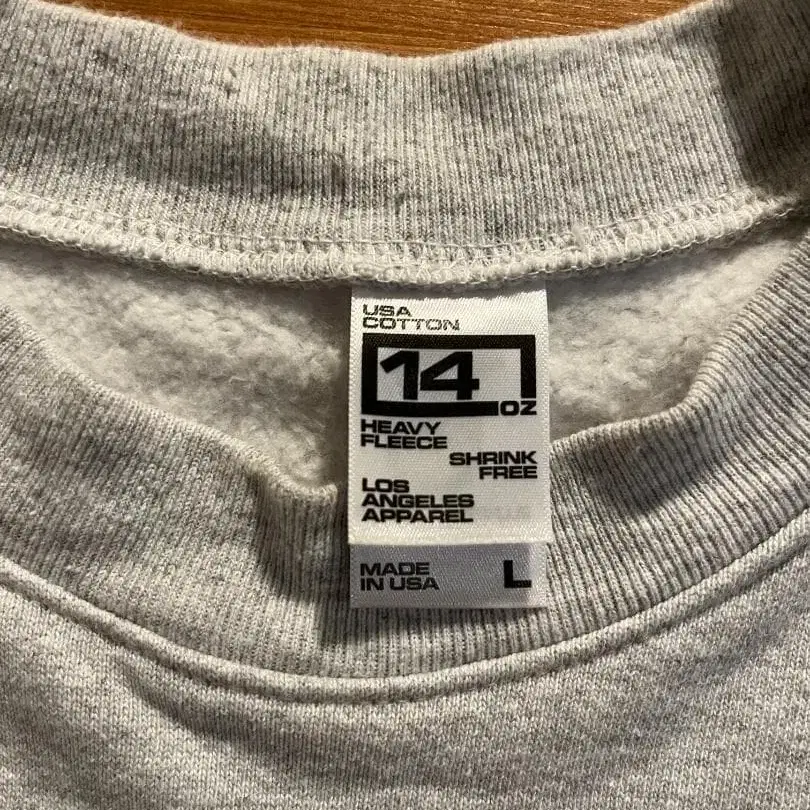 USA
COTTON
14
OZ
HEAVY
FLEECE
SHRINK
FREE
LOS
ANGELES
APPAREL
MADE
IN USA
L